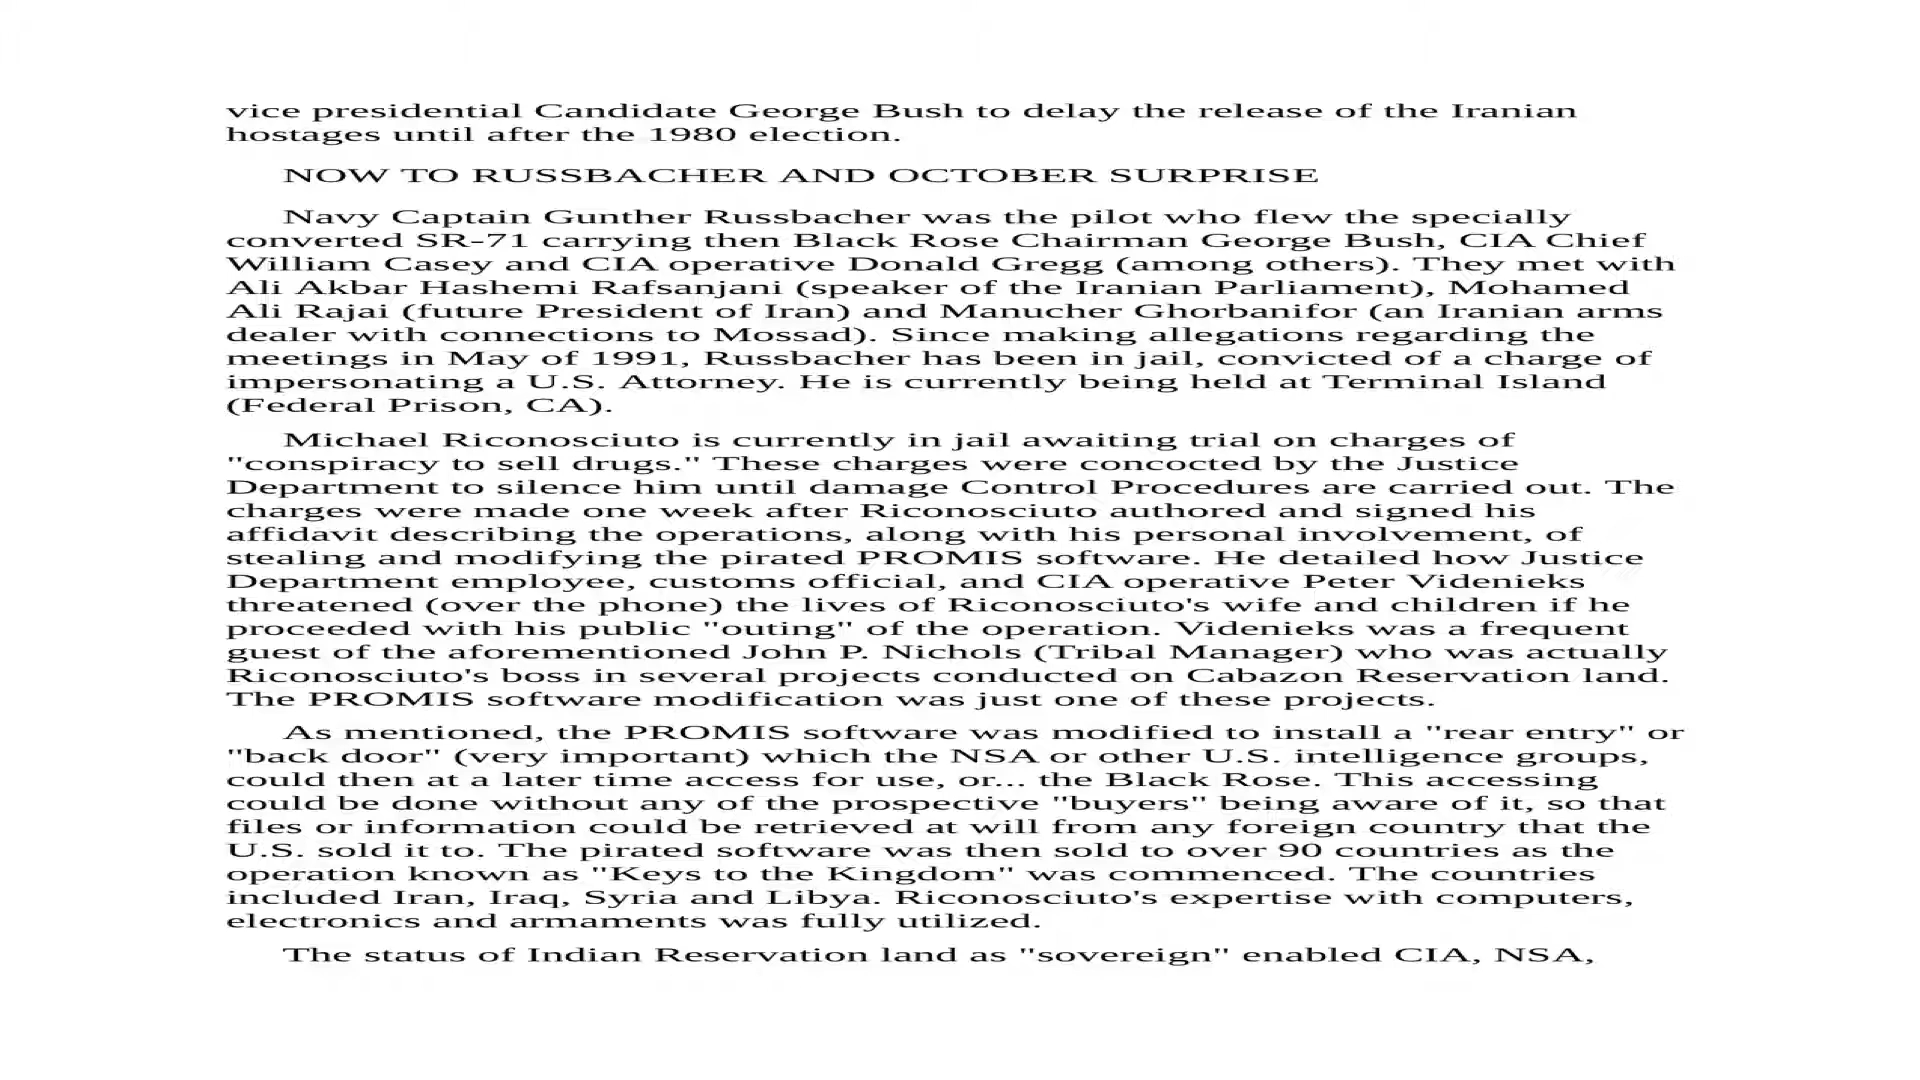 vice presidential Candidate George Bush to delay the release of the Iranian
hostages until after the 1980 election.
NOW TO RUSSBACHER AND OCTOBER SURPRISE
Navy Captain Gunther Russbacher was the pilot who flew the specially
converted SR-71 carrying then Black Rose Chairman George Bush, CIA Chief
William Casey and CIA operative Donald Gregg (among others). They met with
Ali Akbar Hashemi Rafsanjani (speaker of the Iranian Parliament), Mohamed
Ali Rajai (future President of Iran) and Manucher Ghorbanifor (an Iranian arms
dealer with connections to Mossad). Since making allegations regarding the
meetings in May of 1991, Russbacher has been in jail, convicted of a charge of
impersonating a U.S. Attorney. He is currently being held at Terminal Island
(Federal Prison, CA).
Michael Riconosciuto is currently in jail awaiting trial on charges of
"conspiracy to sell drugs." These charges were concocted by the Justice
Department to silence him until damage Control Procedures are carried out. The
charges were made one week after Riconosciuto authored and signed his
affidavit describing the operations, along with his personal involvement, of
stealing and modifying the pirated PROMIS software. He detailed how Justice
Department employee, customs official, and CIA operative Peter Videnieks
threatened (over the phone) the lives of Riconosciuto's wife and children if he
proceeded with his public "outing" of the operation. Videnieks was a frequent
guest of the aforementioned John P. Nichols (Tribal Manager) who was actually
Riconosciuto's boss in several projects conducted on Cabazon Reservation land.
The PROMIS software modification was just one of these projects.
As mentioned, the PROMIS software was modified to install a "rear entry" or
"back door" (very important) which the NSA or other U.S. intelligence groups,
could then at a later time access for use, or... the Black Rose. This accessing
could be done without any of the prospective "buyers" being aware of it, so that
files or information could be retrieved at will from any foreign country that the
U.S. sold it to. The pirated software was then sold to over 90 countries as the
operation known as "Keys to the Kingdom" was commenced. The countries
included Iran, Iraq, Syria and Libya. Riconosciuto's expertise with computers,
electronics and armaments was fully utilized.
The status of Indian Reservation land as "sovereign" enabled CIA, NSA,